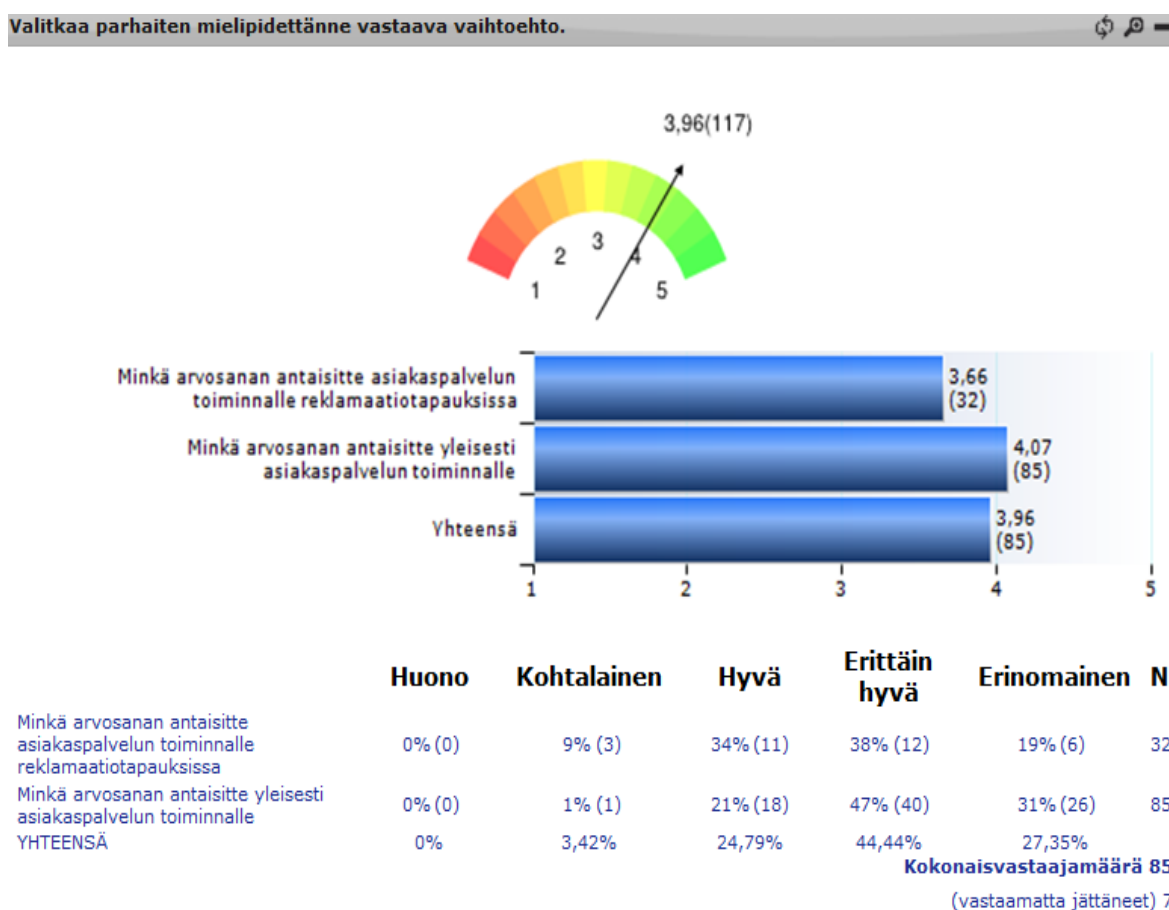 Valitkaa parhaiten mielipidettänne vastaava vaihtoehto.
3,96(117)
1 2 3 4 5
Minkä arvosanan antaisitte asiakaspalvelun
toiminnalle reklamaatiotapauksissa
3,66
(32)
Minkä arvosanan antaisitte yleisesti
asiakaspalvelun toiminnalle
4,07
(85)
Yhteensä
3,96
(85)
1 2 3 4 5
Huono Kohtalainen Hyvä Erittäin hyvä Erinomainen N
Minkä arvosanan antaisitte
asiakaspalvelun toiminnalle
reklamaatiotapauksissa
0% (0) 9% (3) 34% (11) 38% (12) 19% (6) 32
Minkä arvosanan antaisitte yleisesti
asiakaspalvelun toiminnalle
0% (0) 1% (1) 21% (18) 47% (40) 31% (26) 85
YHTEENSÄ 0% 3,42% 24,79% 44,44% 27,35%
Kokonaisvastaajamäärä 85
(vastaamatta jättäneet) 7